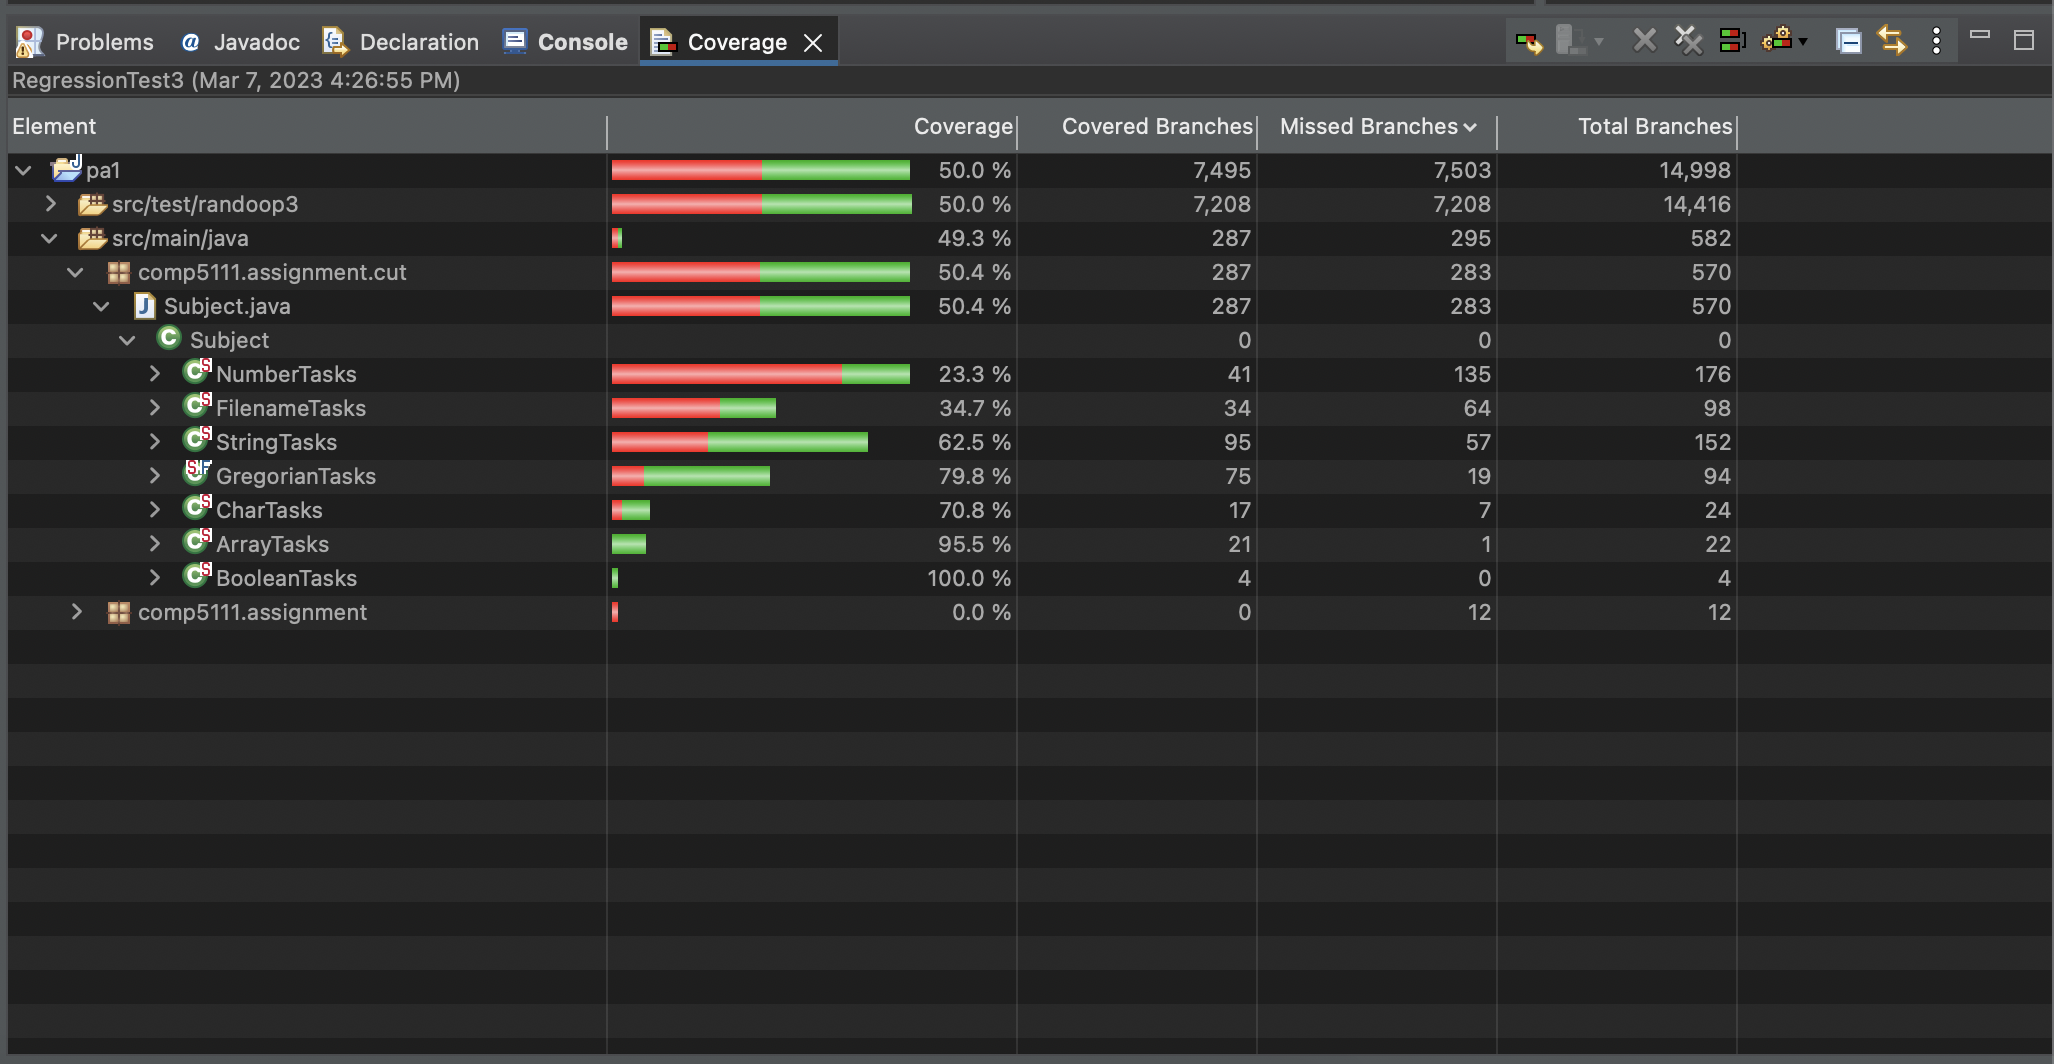 Problems @ Javadoc Declaration Console Coverage
RegressionTest3 (Mar 7, 2023 4:26:55 PM)
Element Coverage Covered Branches Missed Branches Total Branches
pa1 50.0 % 7,495 7,503 14,998
src/test/randoop3 50.0 % 7,208 7,208 14,416
src/main/java 49.3 % 287 295 582
comp5111.assignment.cut 50.4 % 287 283 570
Subject.java 50.4 % 287 283 570
Subject 0 0 0
NumberTasks 23.3 % 41 135 176
FilenameTasks 34.7 % 34 64 98
StringTasks 62.5 % 95 57 152
GregorianTasks 79.8 % 75 19 94
CharTasks 70.8 % 17 7 24
ArrayTasks 95.5 % 21 1 22
BooleanTasks 100.0 % 4 0 4
comp5111.assignment 0.0 % 0 12 12